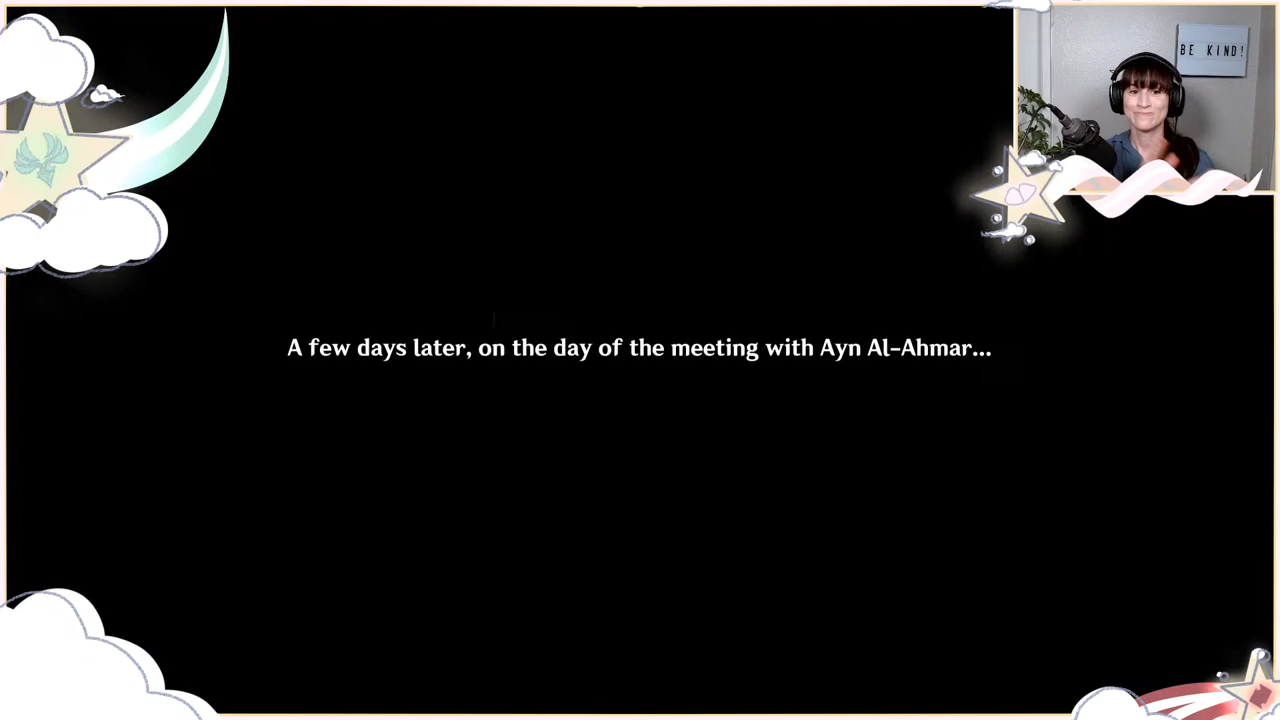 BE KIND!
A few days later, on the day of the meeting with Ayn Al-Ahmar...